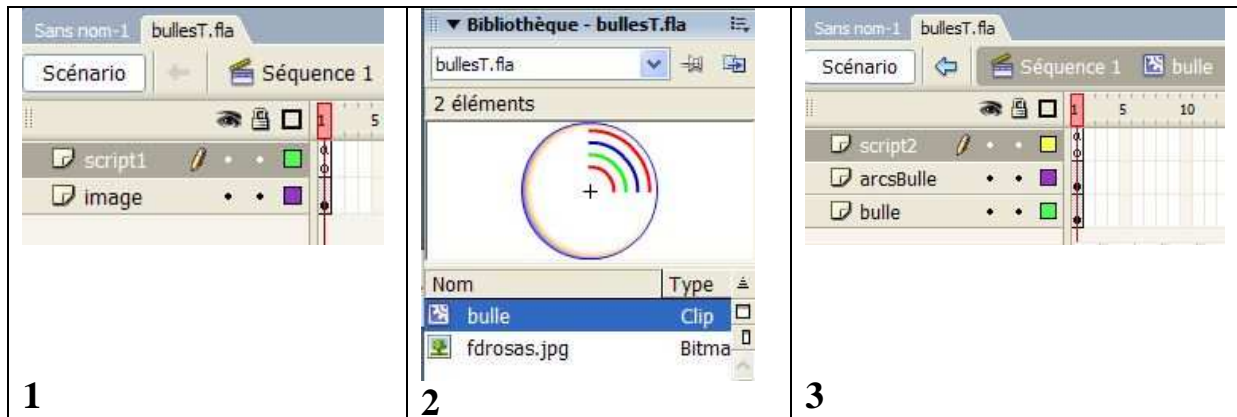 Sans nom-1 bullesT.fla
Scénario Séquence 1
1 5
script1
image
1
Bibliothèque - bullesT.fla
bullesT.fla
2 éléments
Nom Type
bulle Clip
fdrosas.jpg Bitma
2
Sans nom-1 bullesT.fla
Scénario Séquence 1 bulle
1 5 10
script2
arcsBulle
bulle
3